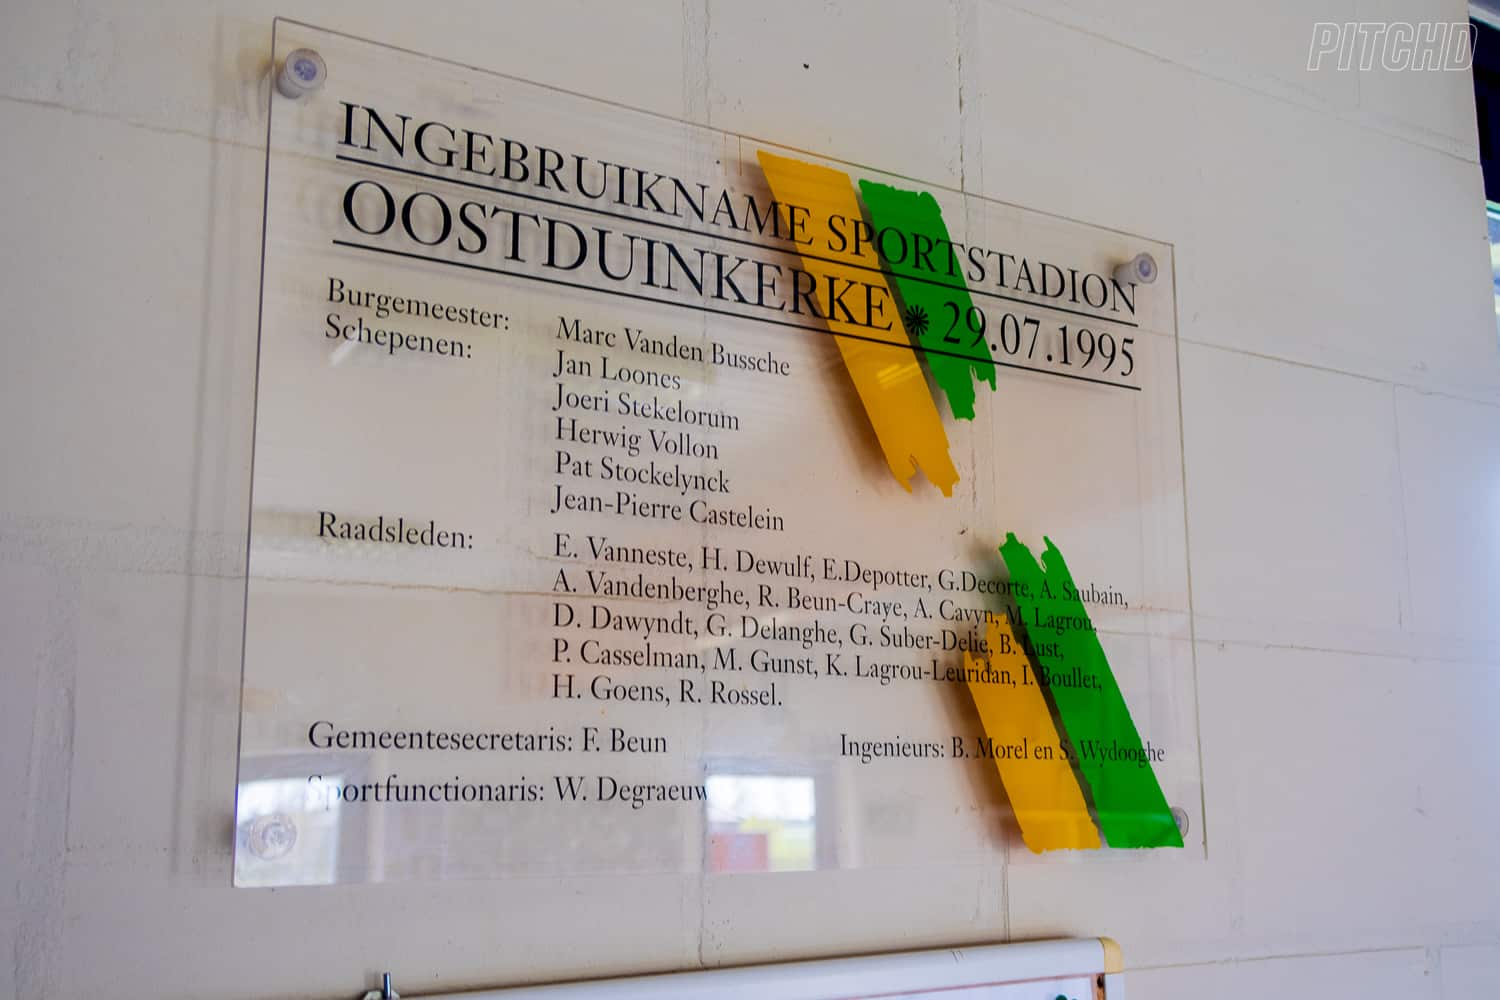 PITCHD
INGEBRUIKNAME SPORTSTADION
OOSTDUINKERKE * 29.07.1995
Burgemeester: Marc Vanden Bussche
Schepenen: Jan Loones
Joeri Stekelorum
Herwig Vollon
Pat Stockelynck
Jean-Pierre Castelein
Raadsleden: E. Vanneste, H. Dewulf, E.Depotter, G.Decorte, A. Saubain,
A. Vandenberghe, R. Beun-Craye, A. Cavyn, M. Lagrou,
D. Dawyndt, G. Delanghe, G. Suber-Delie, B. Lust,
P. Casselman, M. Gunst, K. Lagrou-Leuridan, I. Boullet,
H. Goens, R. Rossel.
Gemeentesecretaris: F. Beun Ingenieurs: B. Morel en S. Wydooghe
Sportfunctionaris: W. Degraeuw